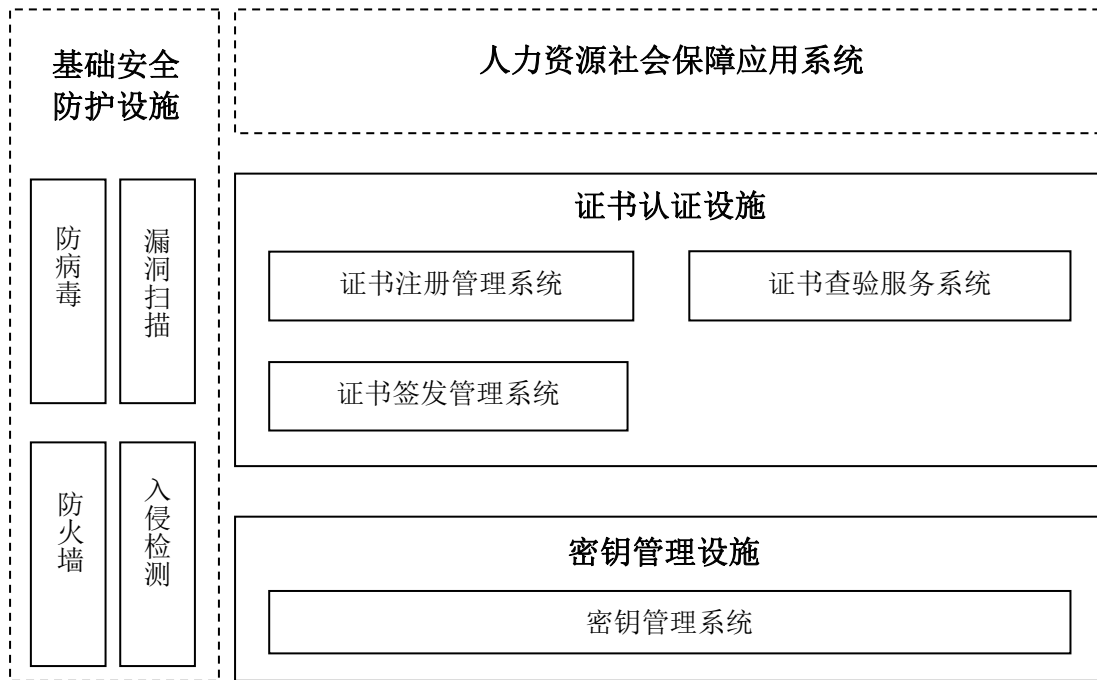 基础安全
防护设施
防病毒
漏洞扫描
防火墙
入侵检测
人力资源社会保障应用系统
证书认证设施
证书注册管理系统
证书查验服务系统
证书签发管理系统
密钥管理设施
密钥管理系统